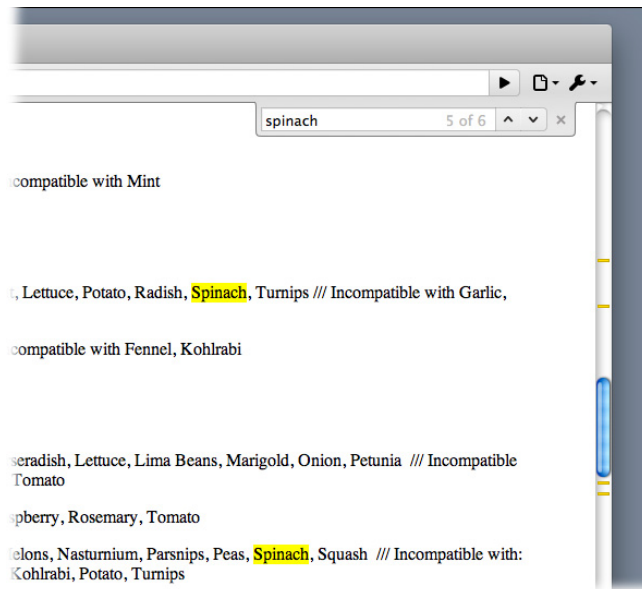 spinach 5 of 6
compatible with Mint
, Lettuce, Potato, Radish, Spinach, Turnips /// Incompatible with Garlic,
compatible with Fennel, Kohlrabi
seradish, Lettuce, Lima Beans, Marigold, Onion, Petunia /// Incompatible
Tomato
spberry, Rosemary, Tomato
elons, Nasturnium, Parsnips, Peas, Spinach, Squash /// Incompatible with:
Kohlrabi, Potato, Turnips